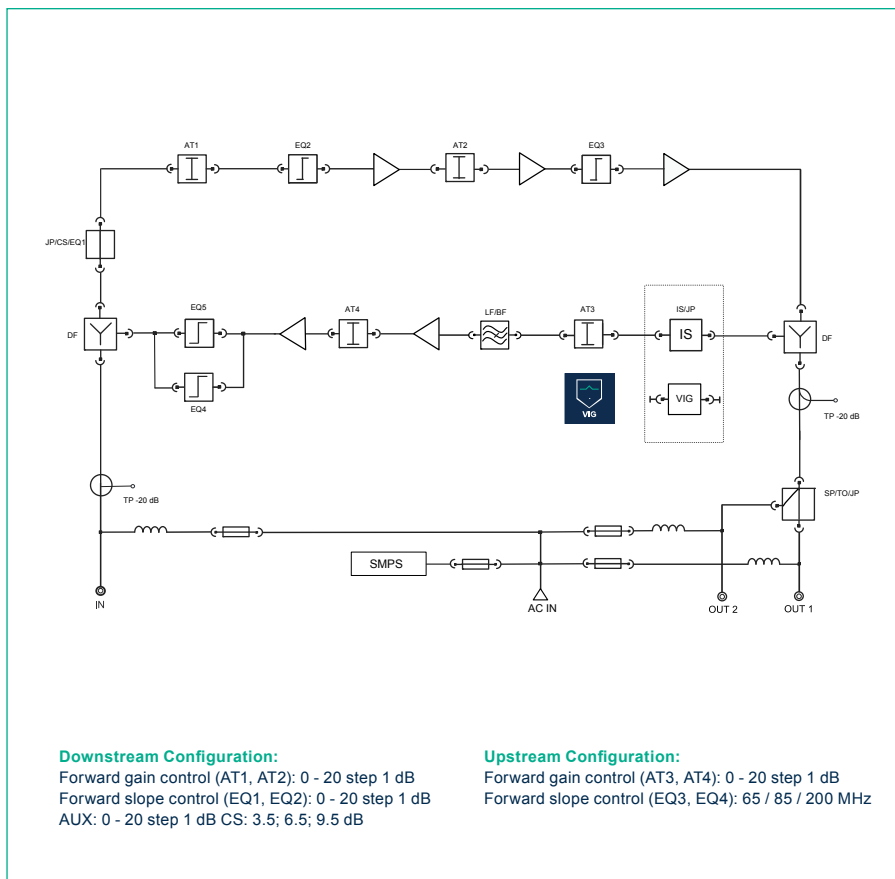 AT1
EQ2
AT2
EQ3
JP/CS/EQ1
EQ5
AT4
LF/BF
AT3
IS/JP
DF
IS
DF
EQ4
VIG
VIG
TP -20 dB
TP -20 dB
SP/TO/JP
SMPS
IN
AC IN
OUT 2
OUT 1
Downstream Configuration:
Forward gain control (AT1, AT2): 0 - 20 step 1 dB
Forward slope control (EQ1, EQ2): 0 - 20 step 1 dB
AUX: 0 - 20 step 1 dB CS: 3.5; 6.5; 9.5 dB
Upstream Configuration:
Forward gain control (AT3, AT4): 0 - 20 step 1 dB
Forward slope control (EQ3, EQ4): 65 / 85 / 200 MHz